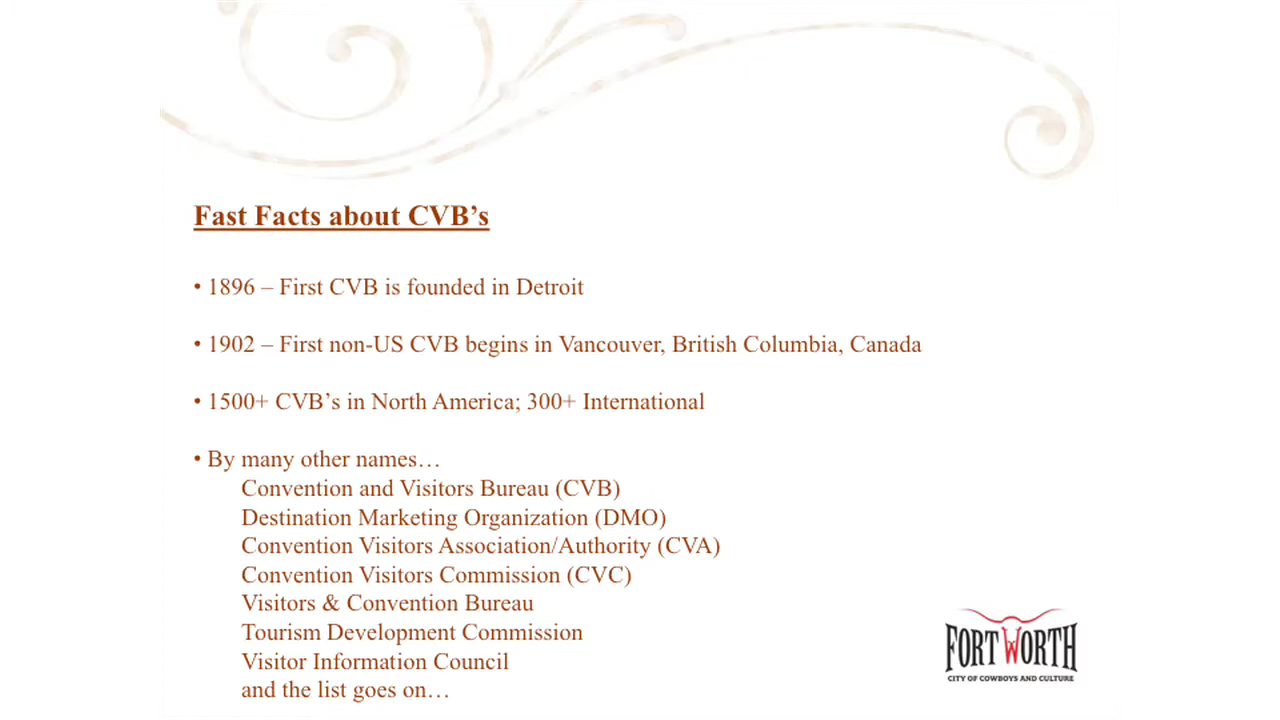 Fast Facts about CVB’s
• 1896 – First CVB is founded in Detroit
• 1902 – First non-US CVB begins in Vancouver, British Columbia, Canada
• 1500+ CVB’s in North America; 300+ International
• By many other names…
Convention and Visitors Bureau (CVB)
Destination Marketing Organization (DMO)
Convention Visitors Association/Authority (CVA)
Convention Visitors Commission (CVC)
Visitors & Convention Bureau
Tourism Development Commission
Visitor Information Council
and the list goes on…
FORT WORTH
CITY OF COWBOYS AND CULTURE